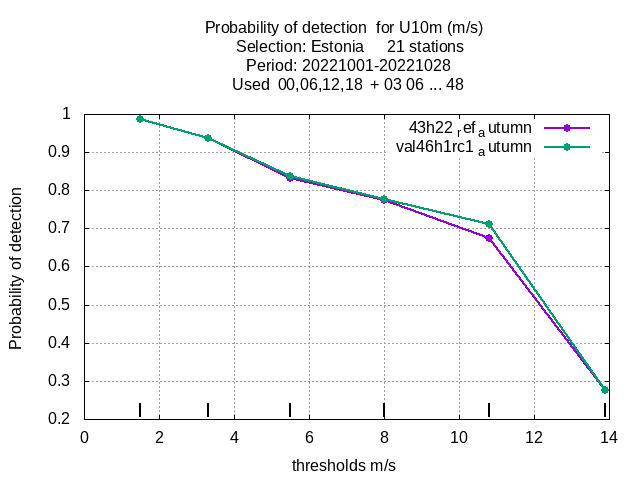 Probability of detection  for U10m (m/s)
Selection: Estonia     21 stations
Period: 20221001-20221028
Used  00,06,12,18  + 03 06 ... 48
43h22ref autumn
val46h1rc1 autumn
1
0.9
0.8
0.7
0.6
0.5
0.4
0.3
0.2
Probability of detection
0 2 4 6 8 10 12 14
thresholds m/s